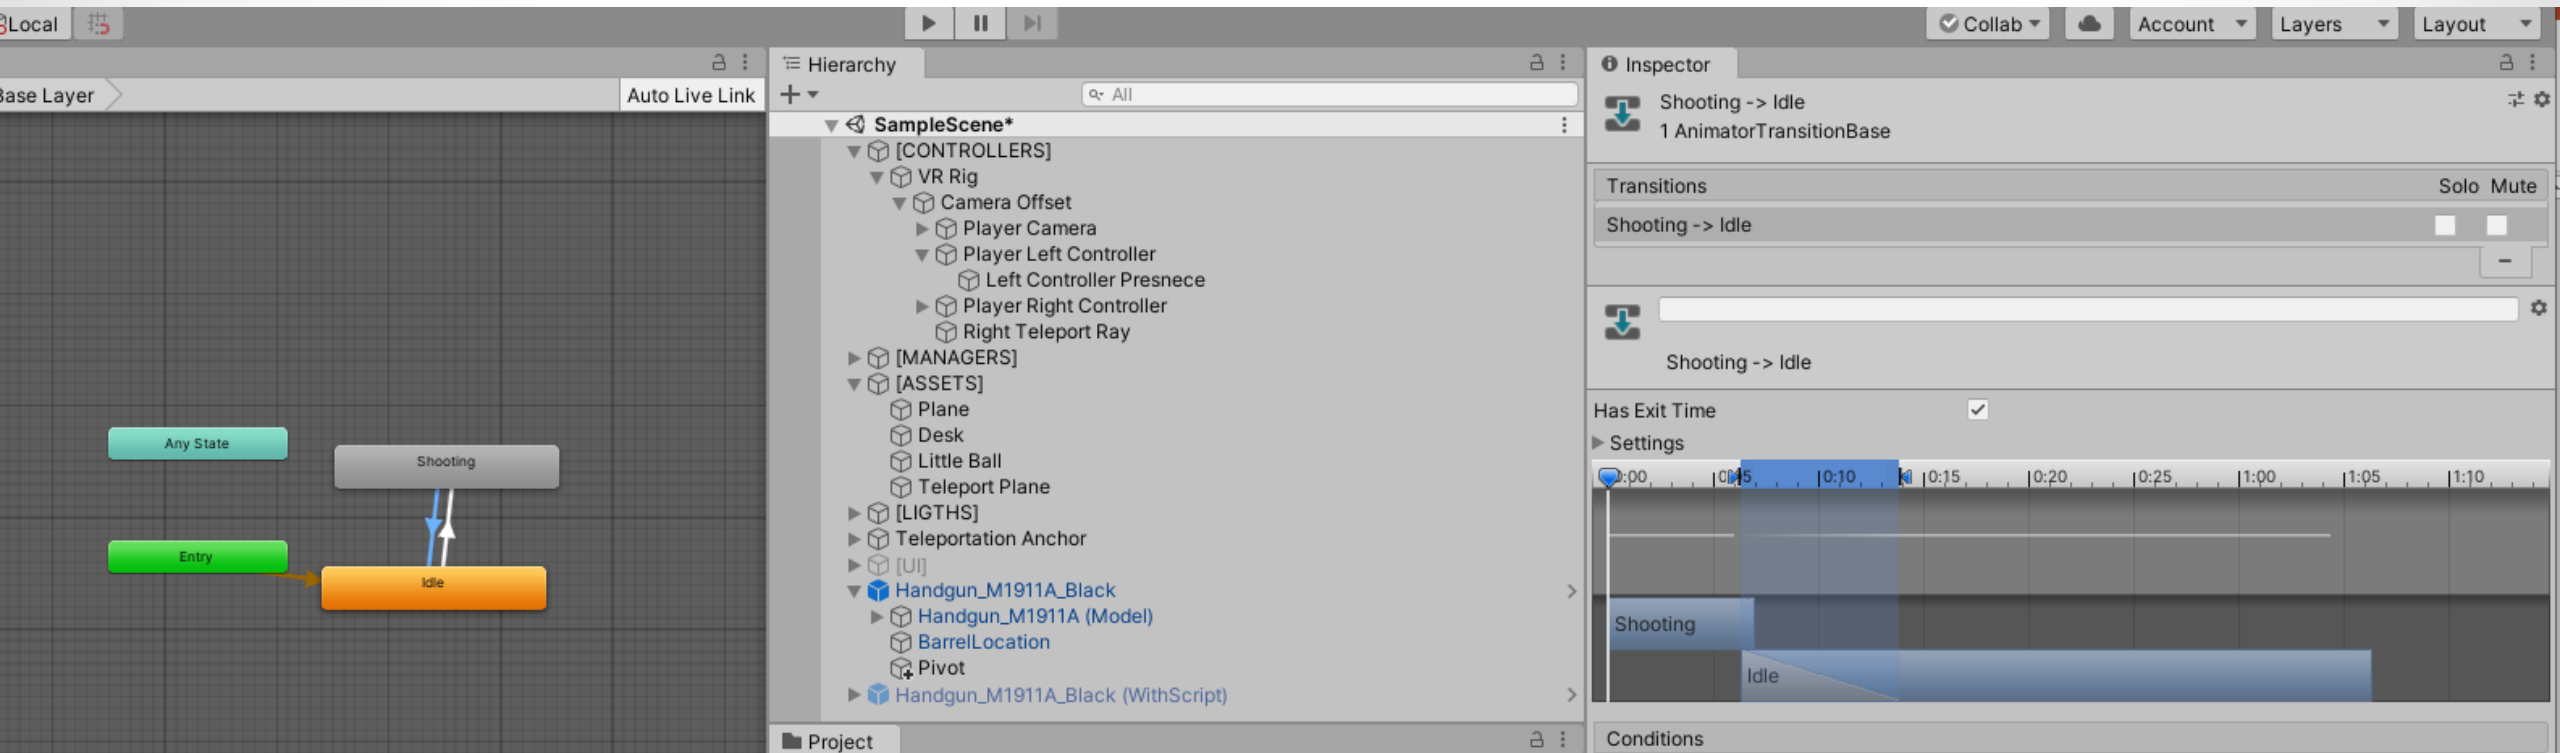 Local
Collab
Account
Layers
Layout
Base Layer
Auto Live Link
Any State
Shooting
Entry
Idle
Hierarchy
All
SampleScene*
[CONTROLLERS]
VR Rig
Camera Offset
Player Camera
Player Left Controller
Left Controller Presnece
Player Right Controller
Right Teleport Ray
[MANAGERS]
[ASSETS]
Plane
Desk
Little Ball
Teleport Plane
[LIGTHS]
Teleportation Anchor
[UI]
Handgun_M1911A_Black
Handgun_M1911A (Model)
BarrelLocation
Pivot
Handgun_M1911A_Black (WithScript)
Project
Inspector
Shooting -> Idle
1 AnimatorTransitionBase
Transitions Solo Mute
Shooting -> Idle
Shooting -> Idle
Has Exit Time
Settings
0:10 0:15 0:20 0:25 1:00 1:05 1:10
Shooting
Idle
Conditions